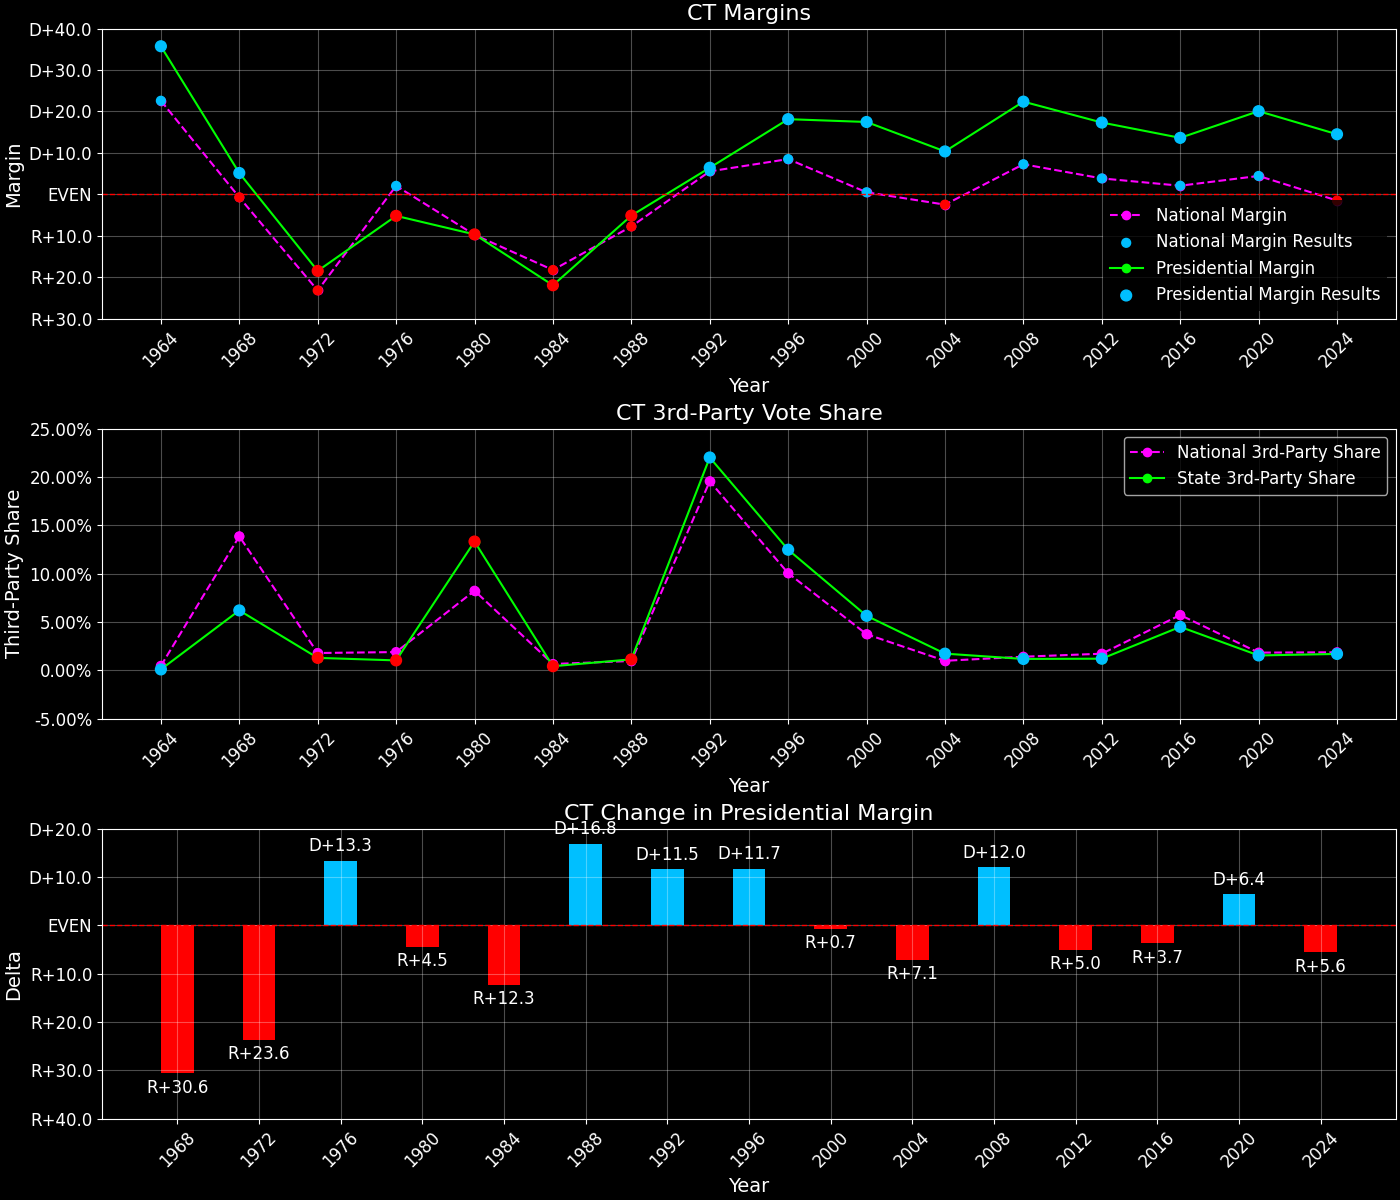 CT Margins
D+40.0
D+30.0
D+20.0
D+10.0
EVEN
R+10.0
R+20.0
R+30.0
Margin
National Margin
National Margin Results
Presidential Margin
Presidential Margin Results
1964 1968 1972 1976 1980 1984 1988 1992 1996 2000 2004 2008 2012 2016 2020 2024
Year
CT 3rd-Party Vote Share
25.00%
20.00%
15.00%
10.00%
5.00%
0.00%
-5.00%
Third-Party Share
National 3rd-Party Share
State 3rd-Party Share
1964 1968 1972 1976 1980 1984 1988 1992 1996 2000 2004 2008 2012 2016 2020 2024
Year
CT Change in Presidential Margin
D+20.0
D+10.0
EVEN
R+10.0
R+20.0
R+30.0
R+40.0
Delta
R+30.6
R+23.6
D+13.3
R+4.5
R+12.3
D+16.8
D+11.5
D+11.7
R+0.7
R+7.1
D+12.0
R+5.0
R+3.7
D+6.4
R+5.6
1968 1972 1976 1980 1984 1988 1992 1996 2000 2004 2008 2012 2016 2020 2024
Year